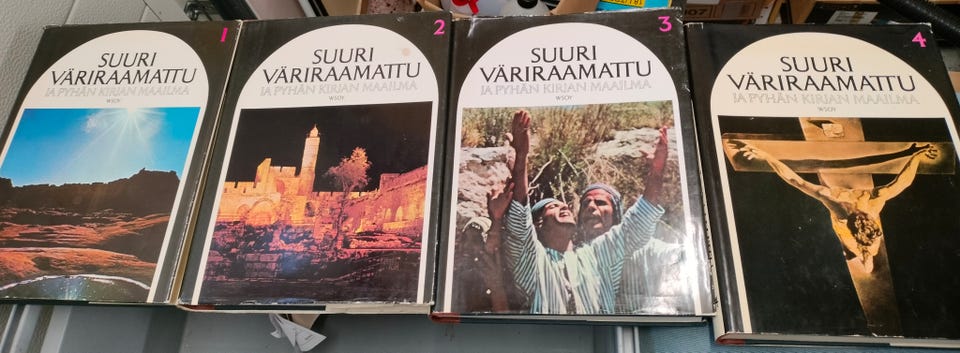 1
SUURI
VÄRIRAAMATTU
JA PYHÄN KIRJAN MAAILMA
WSOY
2
SUURI
VÄRIRAAMATTU
JA PYHÄN KIRJAN MAAILMA
WSOY
3
SUURI
VÄRIRAAMATTU
JA PYHÄN KIRJAN MAAILMA
WSOY
4
SUURI
VÄRIRAAMATTU
JA PYHÄN KIRJAN MAAILMA
WSOY